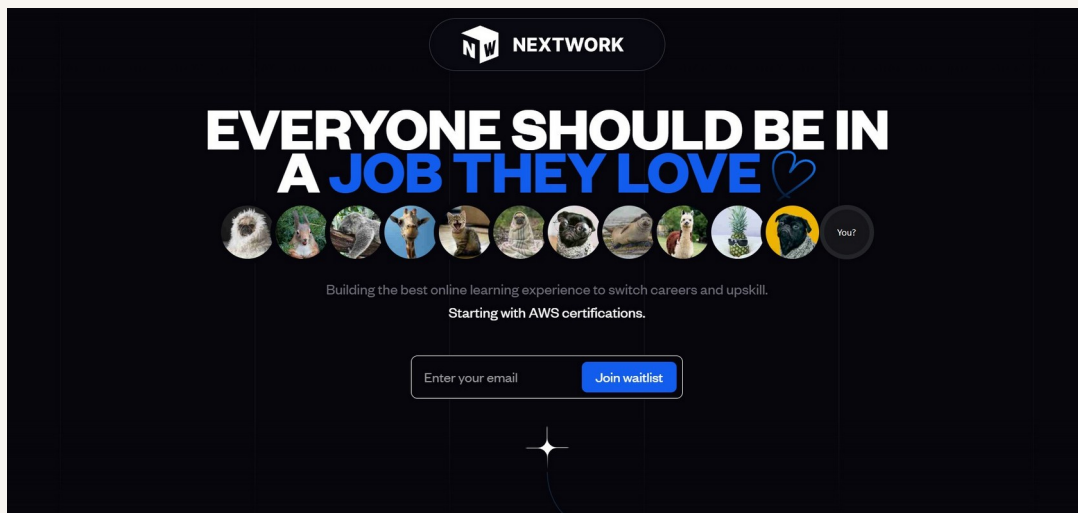 NW NEXTWORK
EVERYONE SHOULD BE IN
A JOB THEY LOVE
You?
Building the best online learning experience to switch careers and upskill.
Starting with AWS certifications.
Enter your email Join waitlist